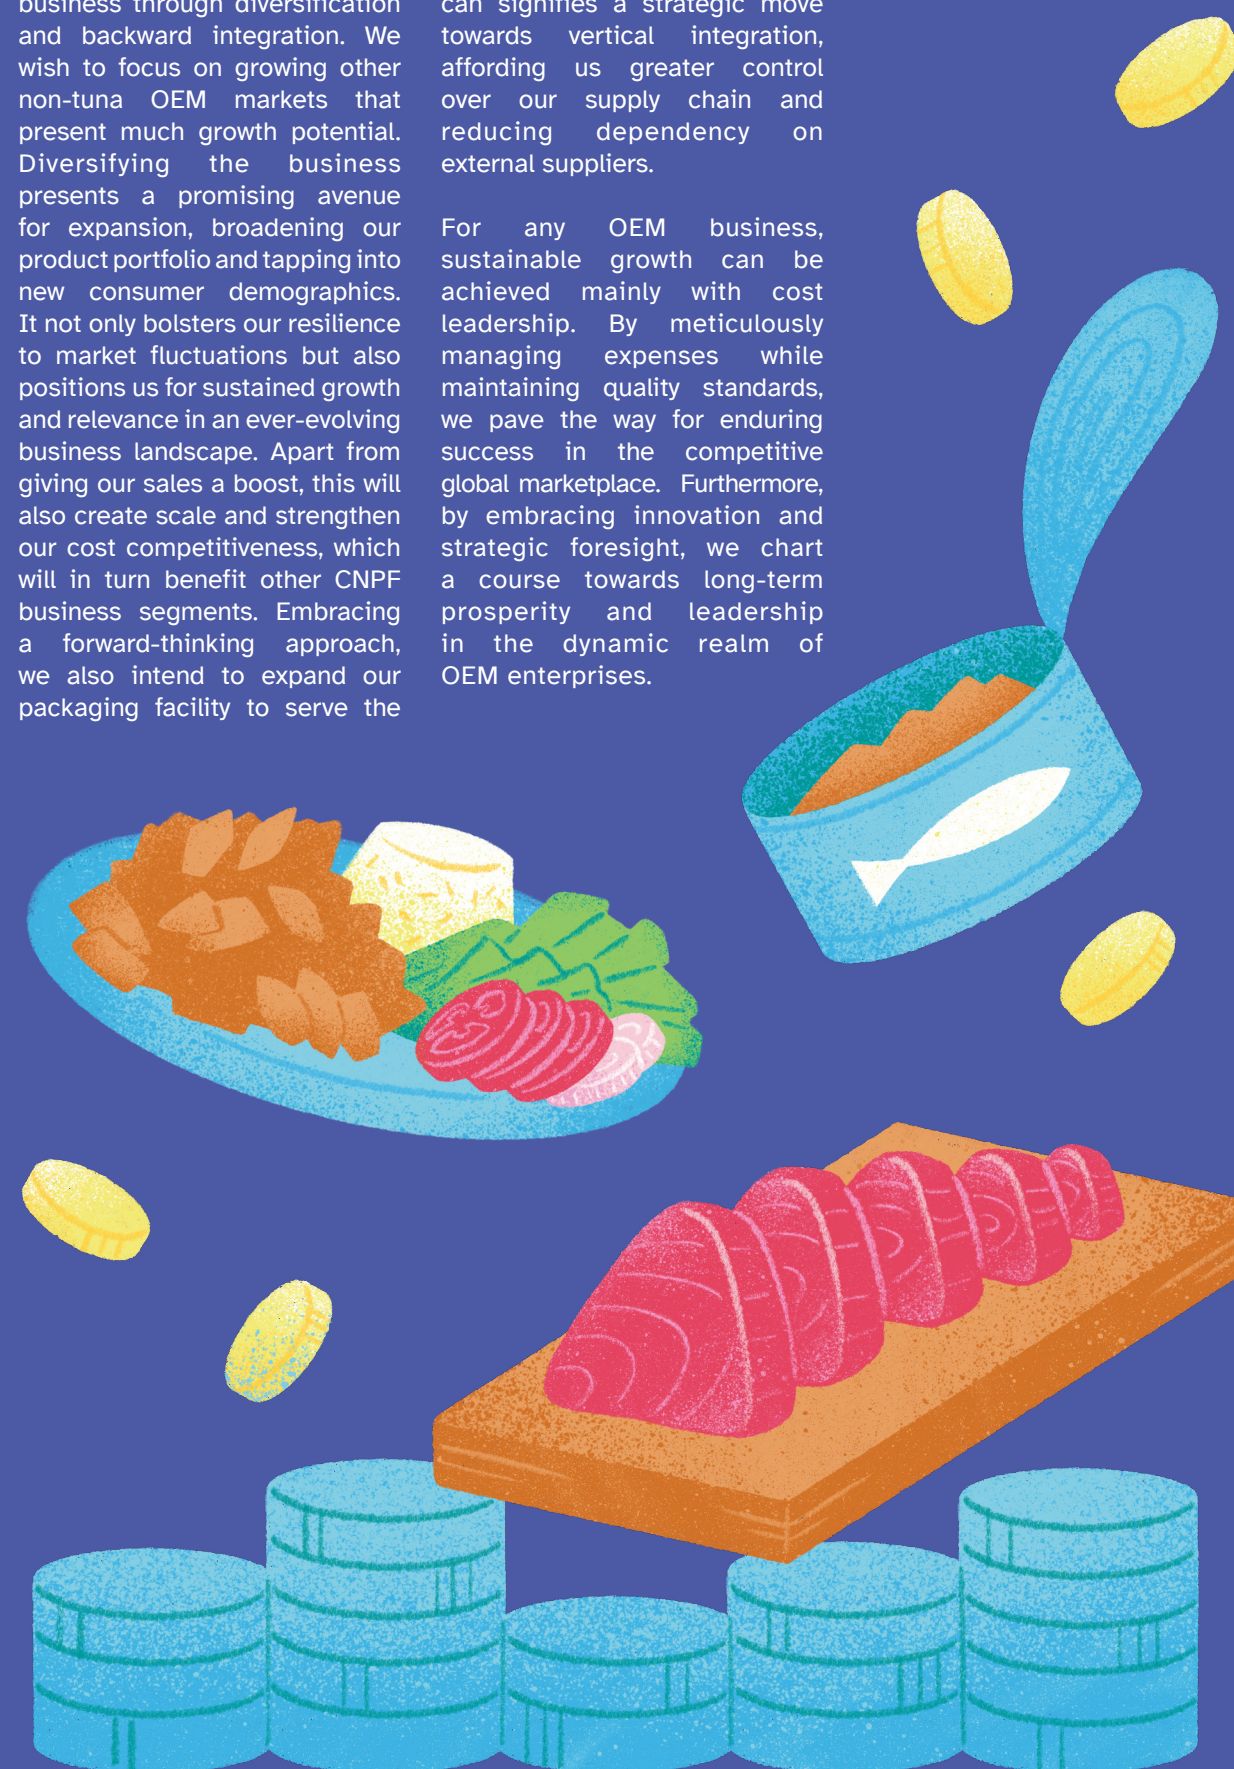 business through diversification
and backward integration. We
wish to focus on growing other
non-tuna OEM markets that
present much growth potential.
Diversifying the business
presents a promising avenue
for expansion, broadening our
product portfolio and tapping into
new consumer demographics.
It not only bolsters our resilience
to market fluctuations but also
positions us for sustained growth
and relevance in an ever-evolving
business landscape. Apart from
giving our sales a boost, this will
also create scale and strengthen
our cost competitiveness, which
will in turn benefit other CNPF
business segments. Embracing
a forward-thinking approach,
we also intend to expand our
packaging facility to serve the
can signifies a strategic move
towards vertical integration,
affording us greater control
over our supply chain and
reducing dependency on
external suppliers.
For any OEM business,
sustainable growth can be
achieved mainly with cost
leadership. By meticulously
managing expenses while
maintaining quality standards,
we pave the way for enduring
success in the competitive
global marketplace. Furthermore,
by embracing innovation and
strategic foresight, we chart
a course towards long-term
prosperity and leadership
in the dynamic realm of
OEM enterprises.